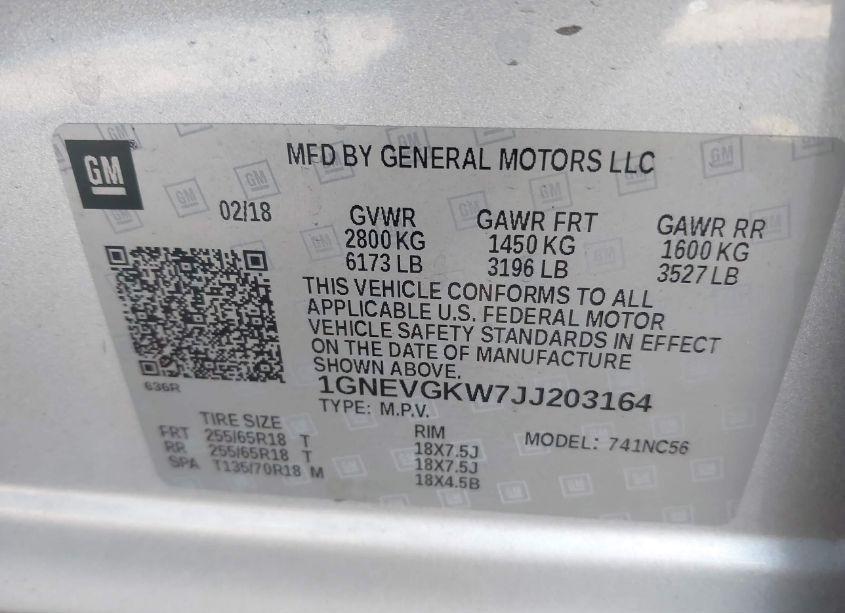 GM
MFD BY GENERAL MOTORS LLC
02/18
GVWR
2800 KG
6173 LB
GAWR FRT
1450 KG
3196 LB
GAWR RR
1600 KG
3527 LB
THIS VEHICLE CONFORMS TO ALL
APPLICABLE U.S. FEDERAL MOTOR
VEHICLE SAFETY STANDARDS IN EFFECT
ON THE DATE OF MANUFACTURE
SHOWN ABOVE.
636R
1GNEVGKW7JJ203164
TYPE: M.P.V.
TIRE SIZE
FRT 255/65R18 T
RR 255/65R18 T
SPA T135/70R18 M
RIM
18X7.5J
18X7.5J
18X4.5B
MODEL: 741NC56